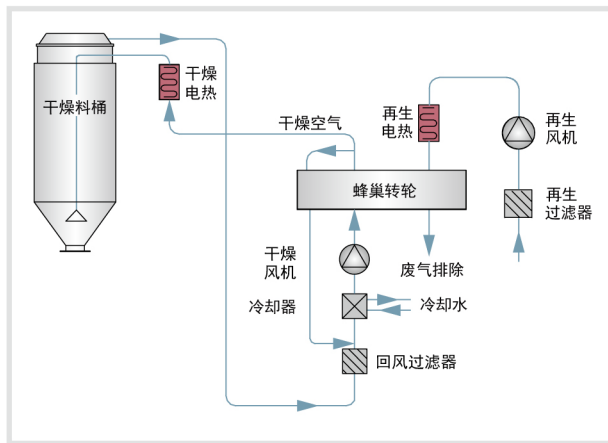 干燥料桶
干燥
电热
干燥空气
再生
电热
再生
风机
蜂巢转轮
再生
过滤器
干燥
风机
废气排除
冷却器
冷却水
回风过滤器